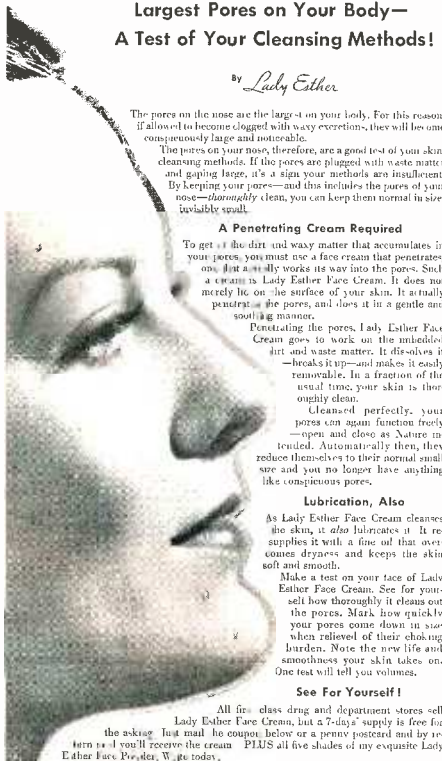 Largest Pores on Your Body—
A Test of Your Cleansing Methods!
By Lady Esther
The pores on the nose are the largest on your body. For this reason
if allowed to become clogged with waxy excretions, they will become
conspicuously large and noticeable.
The pores on your nose, therefore, are a good test of your skin
cleansing methods. If the pores are plugged with waste matter
and gaping large, it's a sign your methods are insufficient
By keeping your pores—and this includes the pores of your
nose—thoroughly clean, you can keep them normal in size
invisibly small.
A Penetrating Cream Required
To get the dirt and waxy matter that accumulates in
your pores, you must use a face cream that penetrates
one that actually works its way into the pores. Such
a cream is Lady Esther Face Cream. It does not
merely lie on the surface of your skin. It actually
penetrates the pores, and does it in a gentle and
soothing manner.
Penetrating the pores, Lady Esther Face
Cream goes to work on the imbedded
dirt and waste matter. It dissolves it
—breaks it up—and makes it easily
removable. In a fraction of the
usual time, your skin is thor
oughly clean.
Cleansed perfectly, your
pores can again function freely
—open and close as Nature in
tended. Automatically then, they
reduce themselves to their normal small
size and you no longer have anything
like conspicuous pores.
Lubrication, Also
As Lady Esther Face Cream cleanses
the skin, it also lubricates it It re
supplies it with a fine oil that over
comes dryness and keeps the skin
soft and smooth.
Make a test on your face of Lady
Esther Face Cream. See for your
self how thoroughly it cleans out
the pores. Mark how quickly
your pores come down in size
when relieved of their choking
burden. Note the new life and
smoothness your skin takes on.
One test will tell you volumes.
See For Yourself!
All first class drug and department stores sell
Lady Esther Face Cream, but a 7-days' supply is free for
the asking. Just mail the coupon below or a penny postcard and by re
turn mail you'll receive the cream PLUS all five shades of my exquisite Lady
Esther Face Powder. Write today.